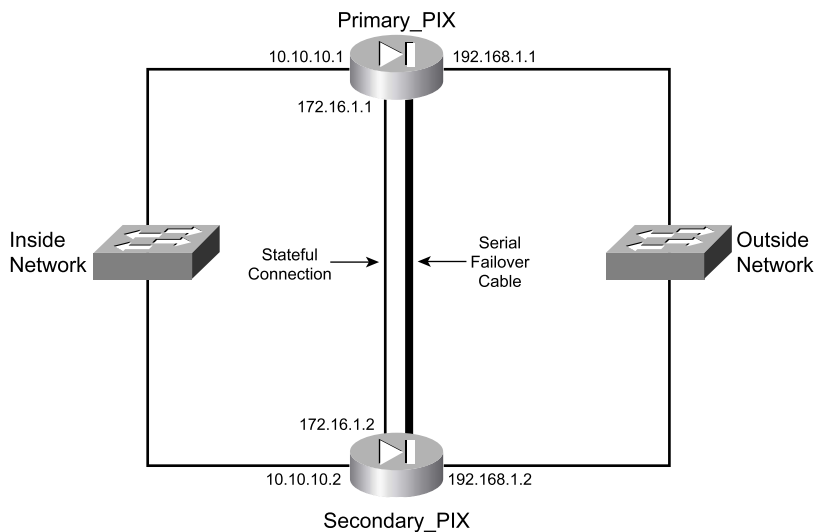 Primary_PIX
10.10.10.1
192.168.1.1
172.16.1.1
Inside
Network
Stateful
Connection
Serial
Failover
Cable
Outside
Network
172.16.1.2
10.10.10.2
192.168.1.2
Secondary_PIX